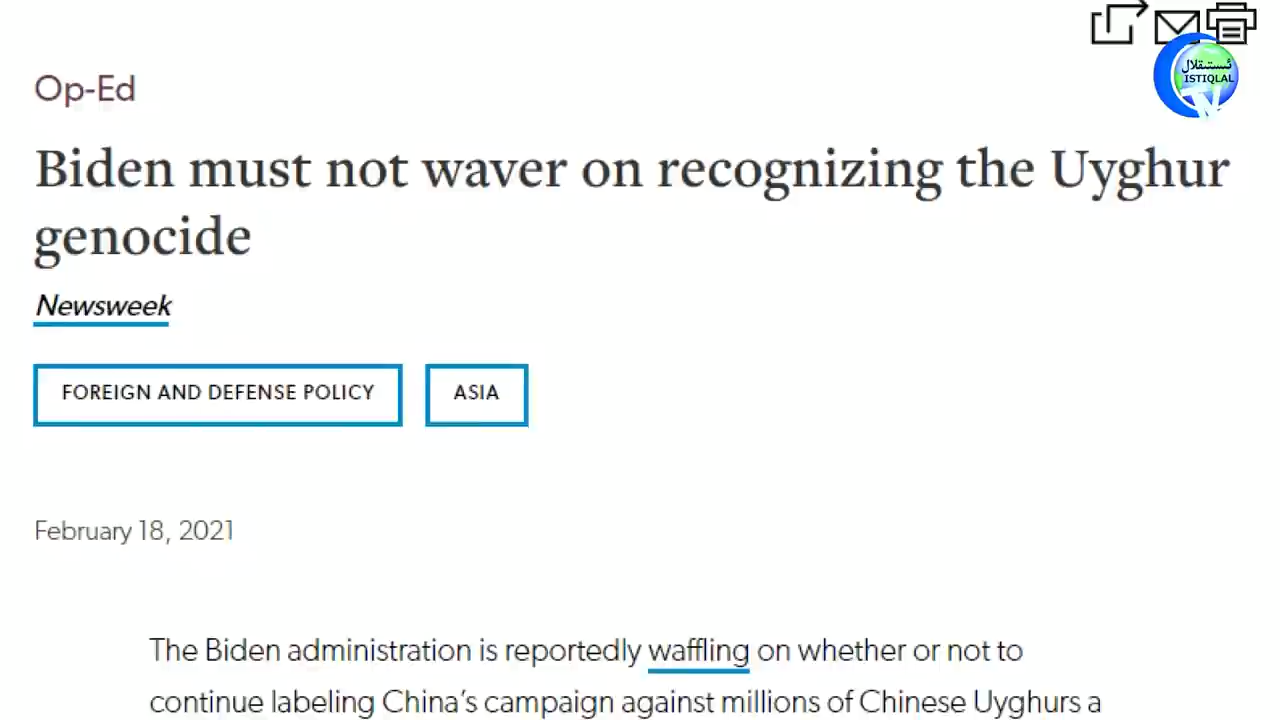 ئىستىقلال
ISTIQLAL
Op-Ed
Biden must not waver on recognizing the Uyghur
genocide
Newsweek
FOREIGN AND DEFENSE POLICY
ASIA
February 18, 2021
The Biden administration is reportedly waffling on whether or not to
continue labeling China's campaign against millions of Chinese Uyghurs a